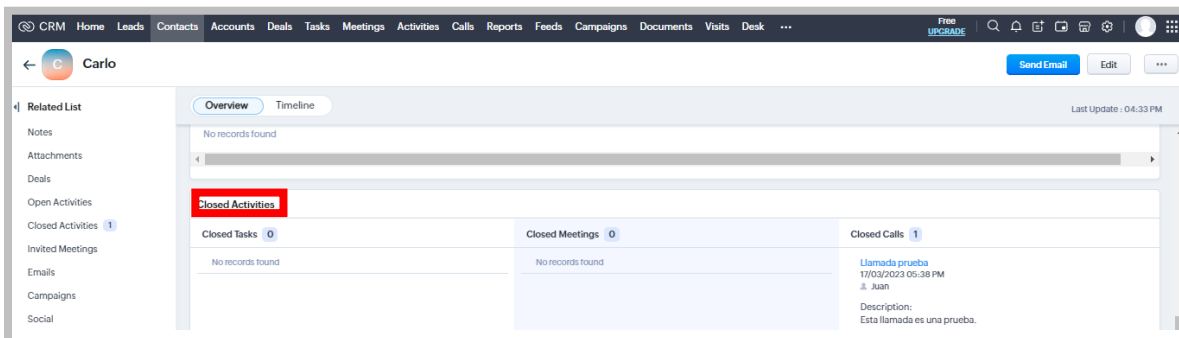 CRM Home Leads Contacts Accounts Deals Tasks Meetings Activities Calls Reports Feeds Campaigns Documents Visits Desk ... Free
UPGRADE
C Carlo Send Email Edit ...
Related List
Overview Timeline Last Update : 04:33 PM
Notes
No records found
Attachments
Deals
Open Activities
Closed Activities
Closed Activities 1
Closed Tasks 0 Closed Meetings 0 Closed Calls 1
Invited Meetings
No records found No records found Llamada prueba
Emails
17/03/2023 05:38 PM
Juan
Campaigns
Description:
Social
Esta llamada es una prueba.